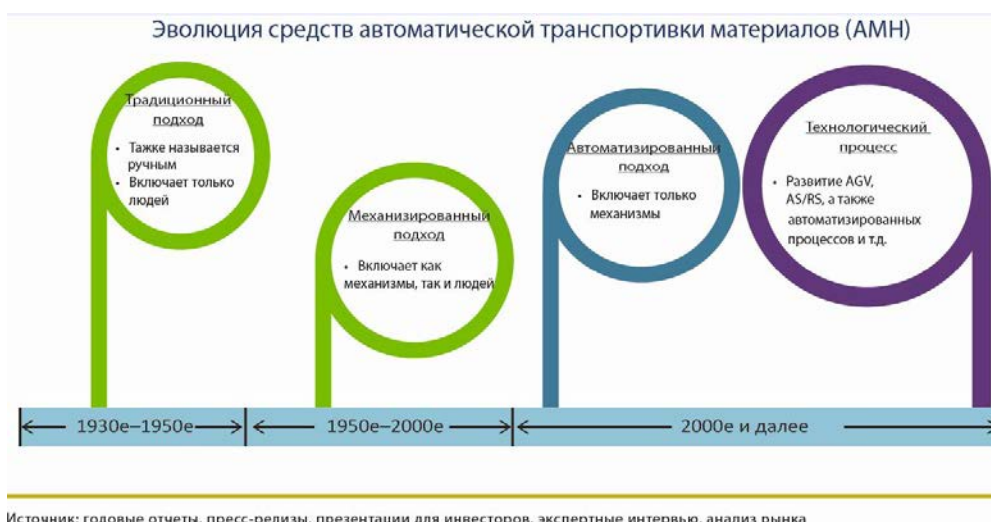 Эволюция средств автоматической транспортивки материалов (АМН)
Традиционный
подход
• Также называется
ручным
• Включает только
людей
Механизированный
подход
• Включает как
механизмы, так и людей
Автоматизированный
подход
• Включает только
механизмы
Технологический
процесс
• Развитие AGV,
AS/RS, а также
автоматизированных
процессов и т.д.
1930е–1950е
1950е–2000е
2000е и далее
Источник: годовые отчеты, пресс-релизы, презентации для инвесторов, экспертные интервью, анализ рынка